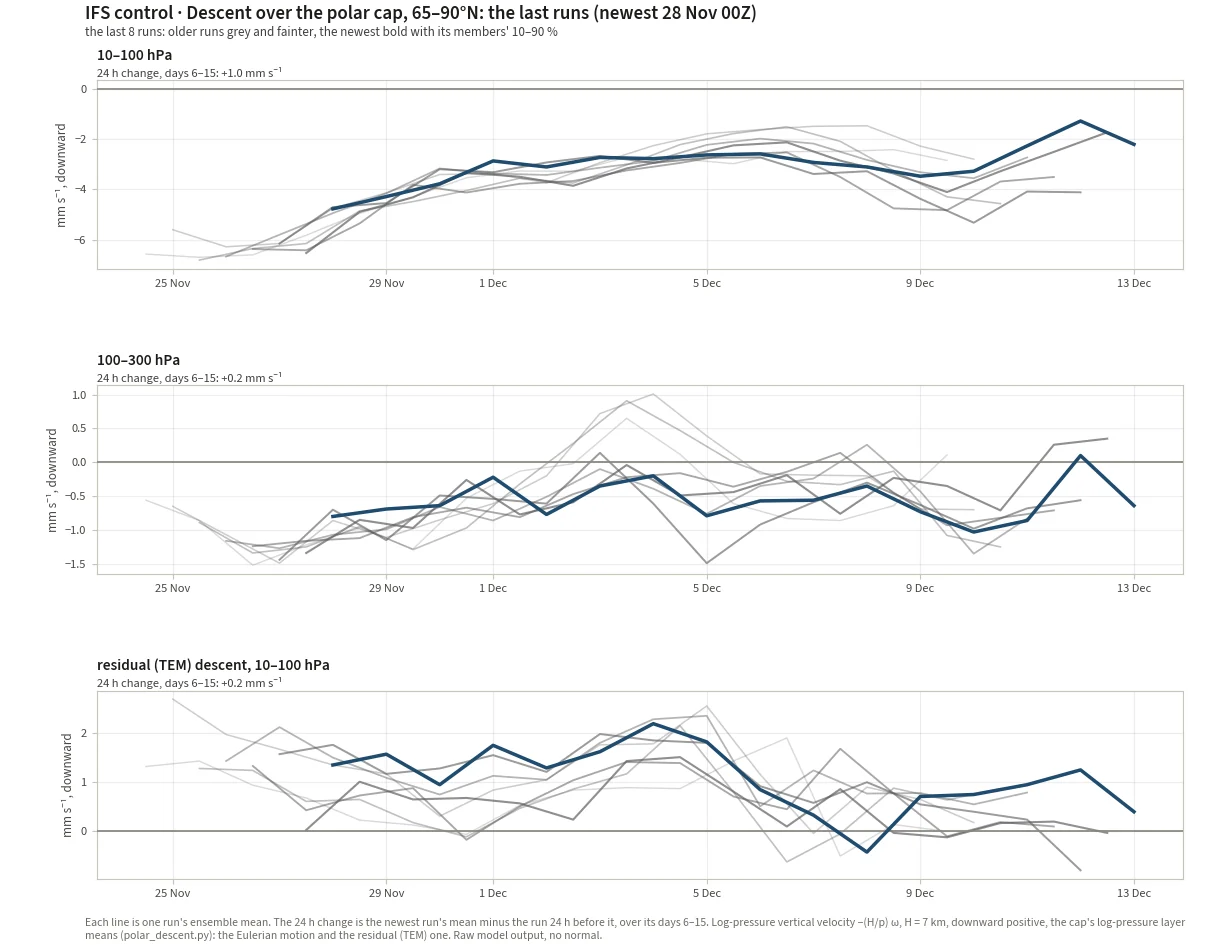 IFS control · Descent over the polar cap, 65–90°N: the last runs (newest 28 Nov 00Z)
the last 8 runs: older runs grey and fainter, the newest bold with its members' 10–90 %
10–100 hPa
24 h change, days 6–15: +1.0 mm s⁻¹
mm s⁻¹, downward
0
−2
−4
−6
25 Nov
29 Nov
1 Dec
5 Dec
9 Dec
13 Dec
100–300 hPa
24 h change, days 6–15: +0.2 mm s⁻¹
mm s⁻¹, downward
1.0
0.5
0.0
−0.5
−1.0
−1.5
25 Nov
29 Nov
1 Dec
5 Dec
9 Dec
13 Dec
residual (TEM) descent, 10–100 hPa
24 h change, days 6–15: +0.2 mm s⁻¹
mm s⁻¹, downward
2
1
0
25 Nov
29 Nov
1 Dec
5 Dec
9 Dec
13 Dec
Each line is one run's ensemble mean. The 24 h change is the newest run's mean minus the run 24 h before it, over its days 6–15. Log-pressure vertical velocity −(H/p) ω, H = 7 km, downward positive, the cap's log-pressure layer
means (polar_descent.py): the Eulerian motion and the residual (TEM) one. Raw model output, no normal.